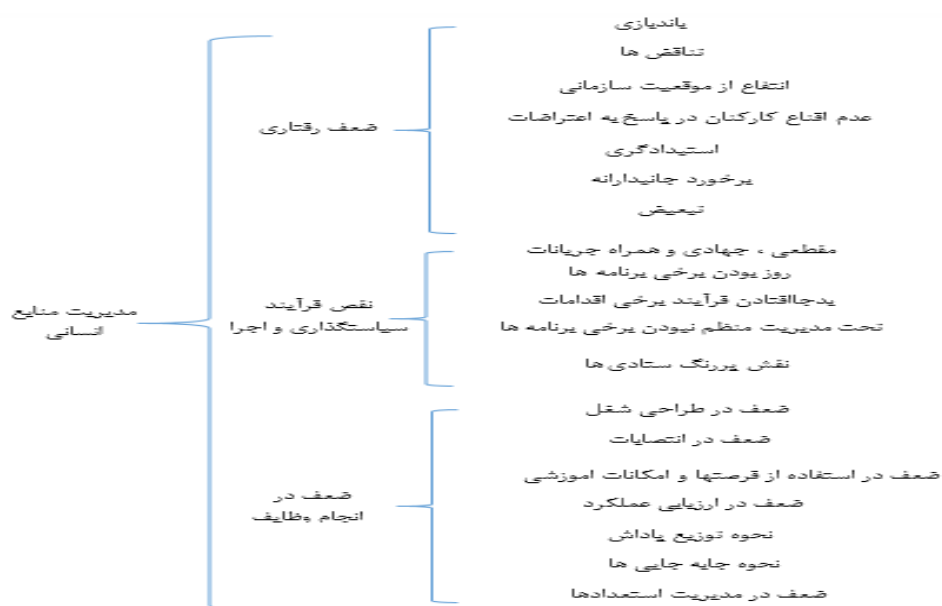 مدیریت منابع
انسانی
ضعف رفتاری
باندبازی
تناقض ها
انتفاع از موقعیت سازمانی
عدم اقناع کارکنان در پاسخ به اعتراضات
استبدادگری
برخورد جانبدارانه
تبعیض
نقص فرآیند
سیاستگذاری و اجرا
مقطعی ، جهادی و همراه جریانات
روز بودن برخی برنامه ها
بدجاافتادن فرآیند برخی اقدامات
تحت مدیریت منظم نبودن برخی برنامه ها
نقش پررنگ ستادی ها
ضعف در
انجام وظایف
ضعف در طراحی شغل
ضعف در انتصابات
ضعف در استفاده از فرصتها و امکانات اموزشی
ضعف در ارزیابی عملکرد
نحوه توزیع پاداش
نحوه جابه جایی ها
ضعف در مدیریت استعدادها